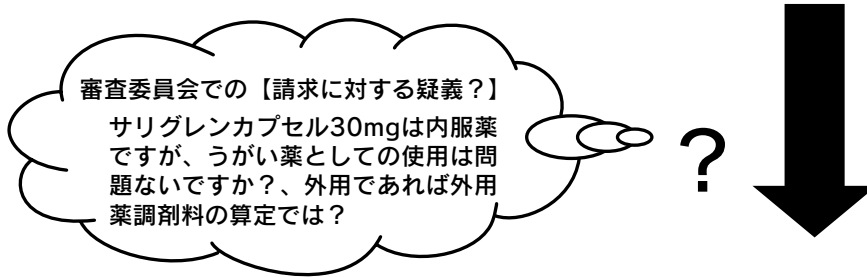 審査委員会での【請求に対する疑義？】
サリグレンカプセル30mgは内服薬
ですが、うがい薬としての使用は問
題ないですか？、外用であれば外用
薬調剤料の算定では？
？